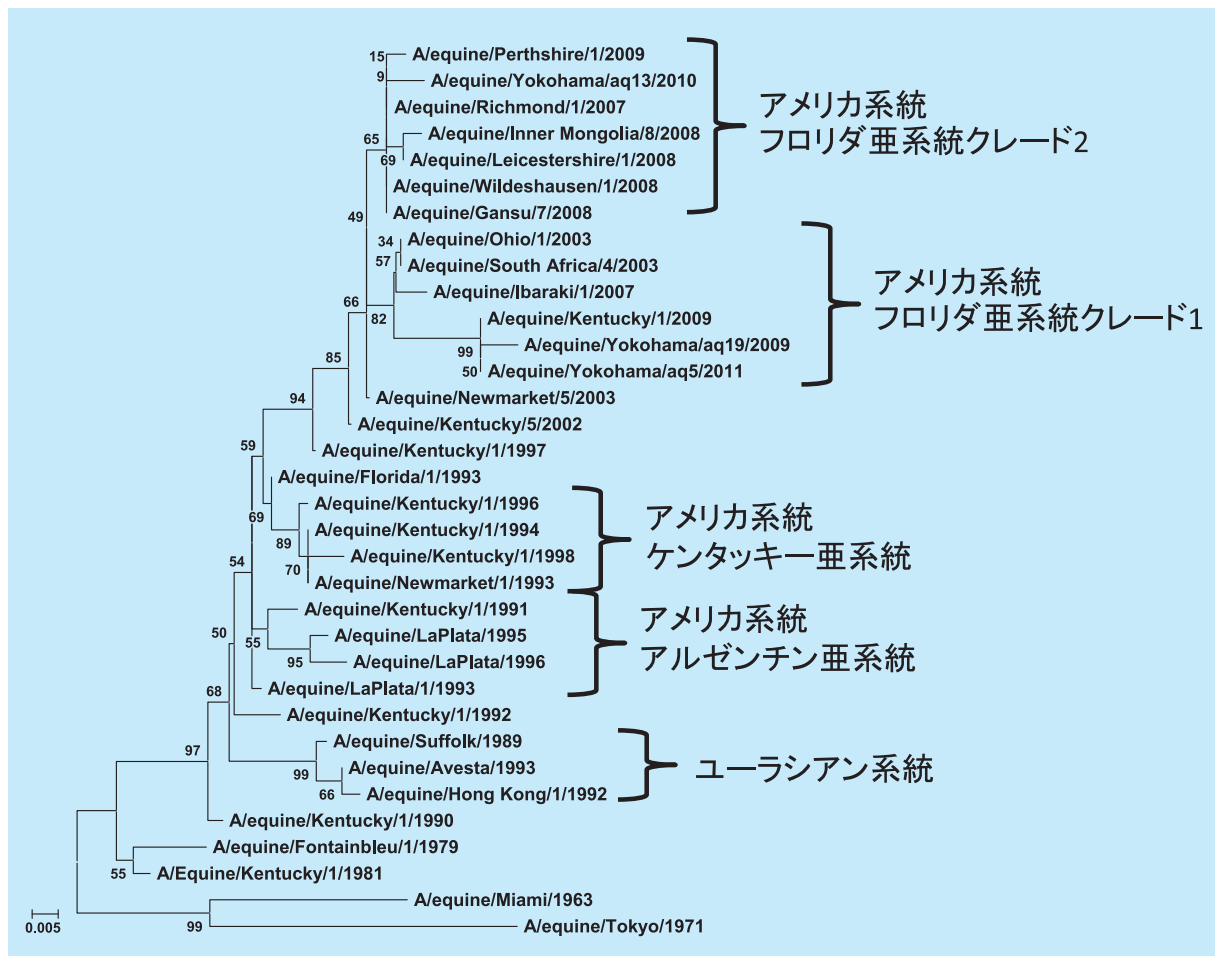 A/equine/Perthshire/1/2009
15
A/equine/Yokohama/aq13/2010
9
A/equine/Richmond/1/2007
アメリカ系統
フロリダ亜系統クレード2
A/equine/Inner Mongolia/8/2008
65
A/equine/Leicestershire/1/2008
69
A/equine/Wildeshausen/1/2008
A/equine/Gansu/7/2008
49
A/equine/Ohio/1/2003
34
A/equine/South Africa/4/2003
57
A/equine/Ibaraki/1/2007
アメリカ系統
フロリダ亜系統クレード1
66
A/equine/Kentucky/1/2009
82
A/equine/Yokohama/aq19/2009
99
A/equine/Yokohama/aq5/2011
50
85
A/equine/Newmarket/5/2003
94
A/equine/Kentucky/5/2002
A/equine/Kentucky/1/1997
59
A/equine/Florida/1/1993
A/equine/Kentucky/1/1996
69
アメリカ系統
ケンタッキー亜系統
A/equine/Kentucky/1/1994
89
A/equine/Kentucky/1/1998
70
54
A/equine/Newmarket/1/1993
A/equine/Kentucky/1/1991
アメリカ系統
アルゼンチン亜系統
50
55
A/equine/LaPlata/1995
95
A/equine/LaPlata/1996
A/equine/LaPlata/1/1993
68
A/equine/Kentucky/1/1992
A/equine/Suffolk/1989
97
99
A/equine/Avesta/1993
ユーラシアン系統
66
A/equine/Hong Kong/1/1992
A/equine/Kentucky/1/1990
A/equine/Fontainbleu/1/1979
55
A/Equine/Kentucky/1/1981
A/equine/Miami/1963
99
A/equine/Tokyo/1971
0.005